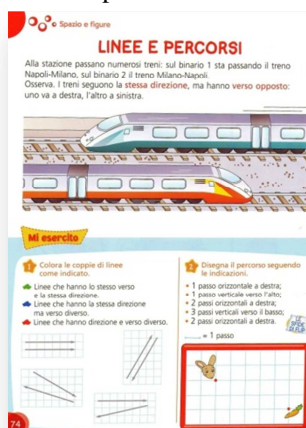 Spazio e figure
LINEE E PERCORSI
Alla stazione passano numerosi treni: sul binario 1 sta passando il treno
Napoli-Milano, sul binario 2 il treno Milano-Napoli.
Osserva. I treni seguono la stessa direzione, ma hanno verso opposto:
uno va a destra, l'altro a sinistra.
Mi esercito
1 Colora le coppie di linee
come indicato.
Linee che hanno lo stesso verso
e la stessa direzione.
Linee che hanno la stessa direzione
ma verso diverso.
Linee che hanno direzione e verso diverso.
2 Disegna il percorso seguendo
le indicazioni.
• 1 passo orizzontale a destra;
• 1 passo verticale verso l'alto;
• 2 passi orizzontali a destra;
• 3 passi verticali verso il basso;
• 2 passi orizzontali a destra.
= 1 passo
74